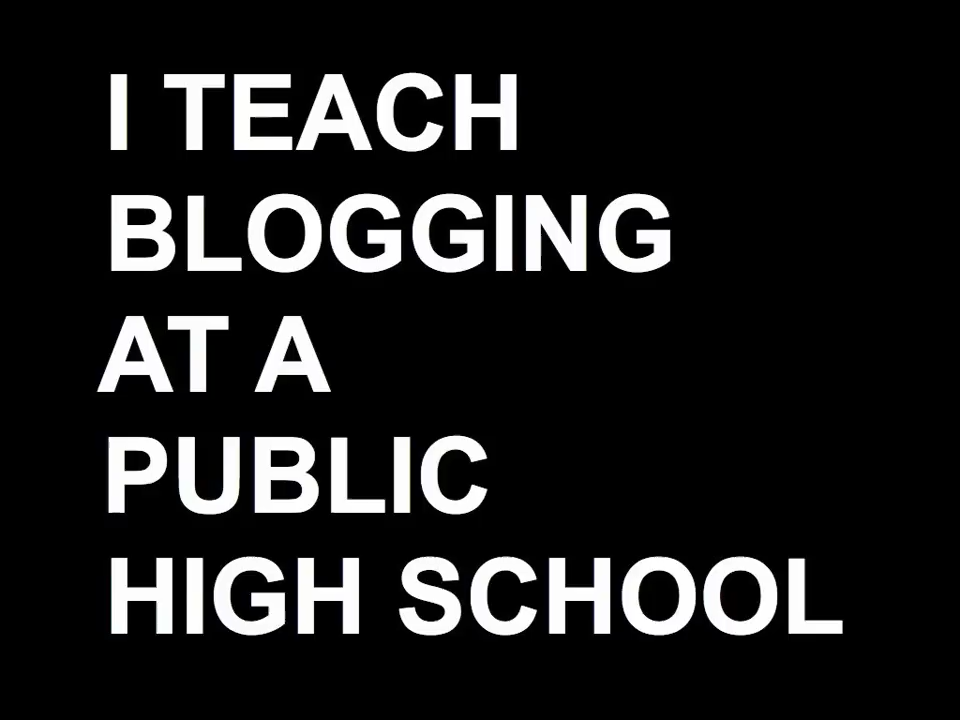 I TEACH
BLOGGING
AT A
PUBLIC
HIGH SCHOOL